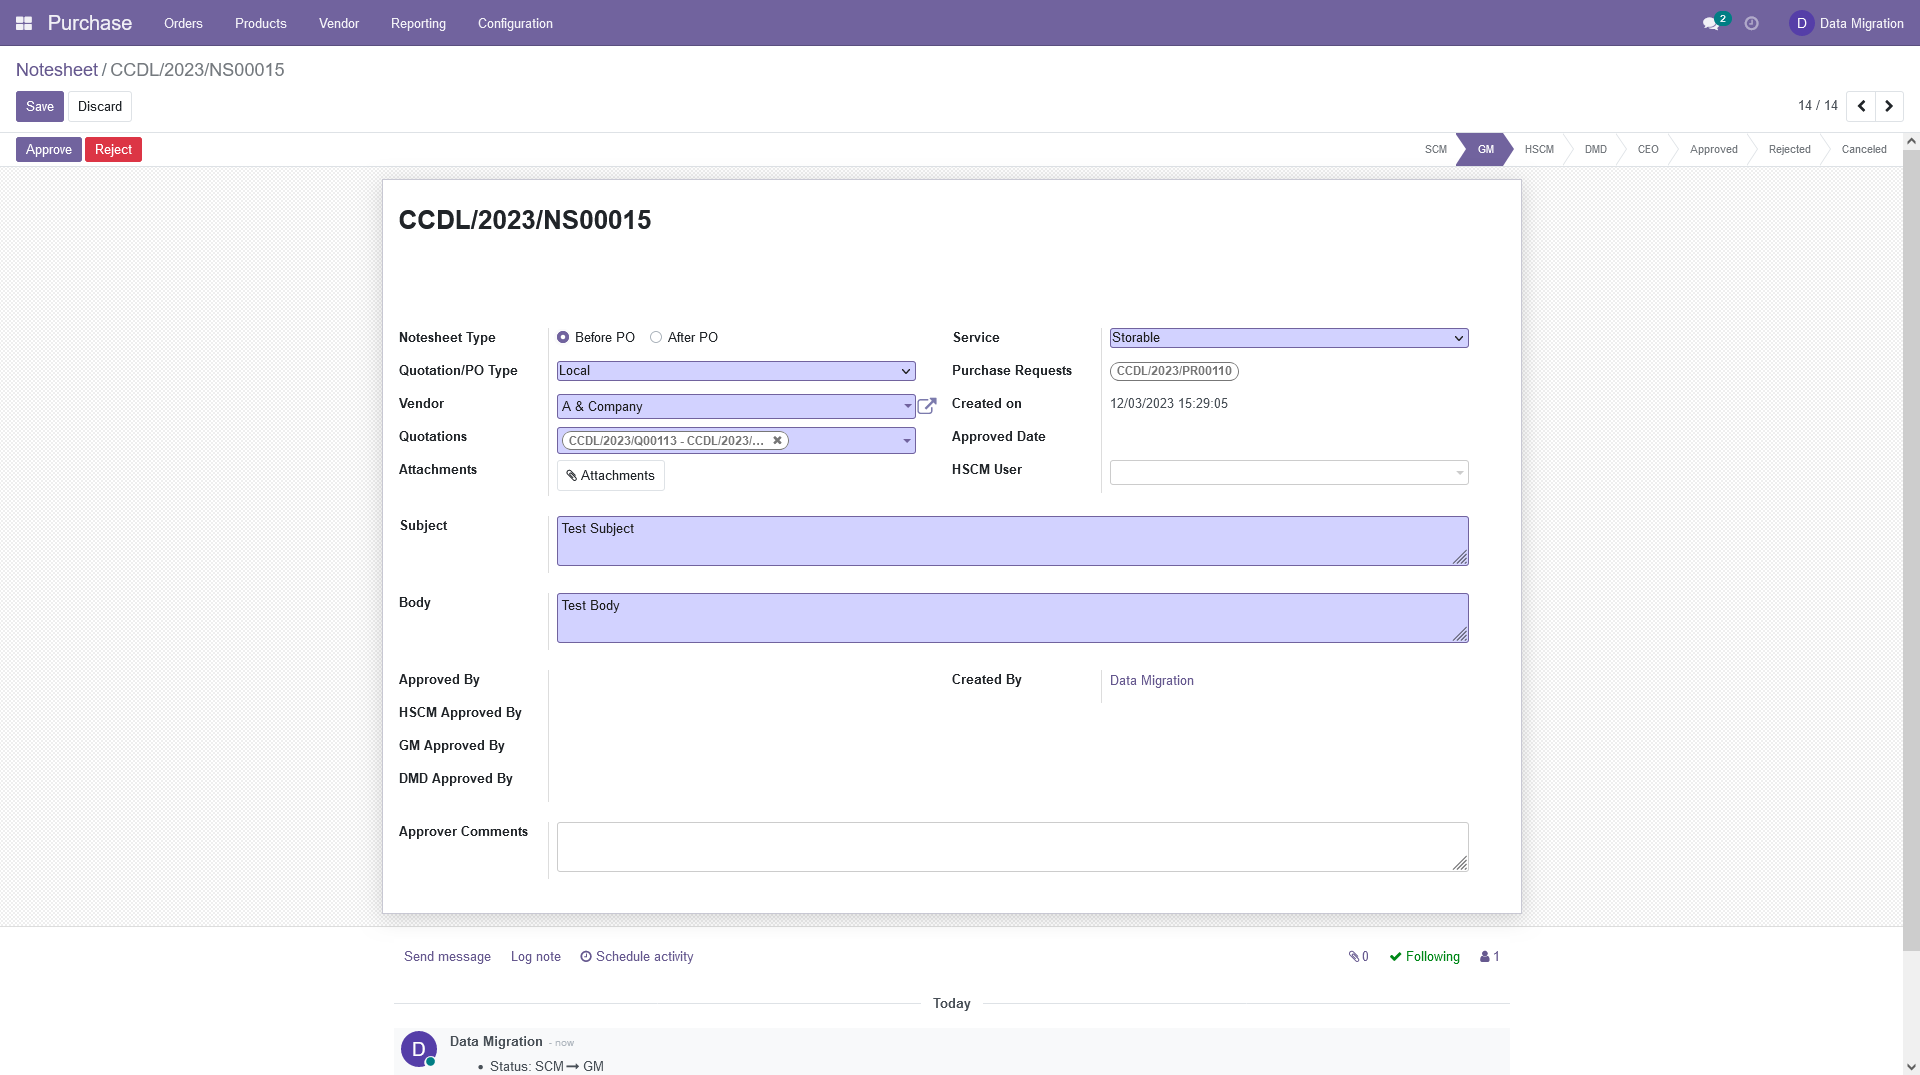 Purchase Orders Products Vendor Reporting Configuration 2 D Data Migration
Notesheet / CCDL/2023/NS00015
Save Discard 14 / 14
Approve Reject SCM GM HSCM DMD CEO Approved Rejected Canceled
CCDL/2023/NS00015
Notesheet Type Before PO After PO Service Storable
Quotation/PO Type Local Purchase Requests CCDL/2023/PR00110
Vendor A & Company Created on 12/03/2023 15:29:05
Quotations CCDL/2023/Q00113 - CCDL/2023/... Approved Date
Attachments Attachments HSCM User
Subject Test Subject
Body Test Body
Approved By Created By Data Migration
HSCM Approved By
GM Approved By
DMD Approved By
Approver Comments
Send message Log note Schedule activity 0 Following 1
Today
D Data Migration - now
• Status: SCM → GM